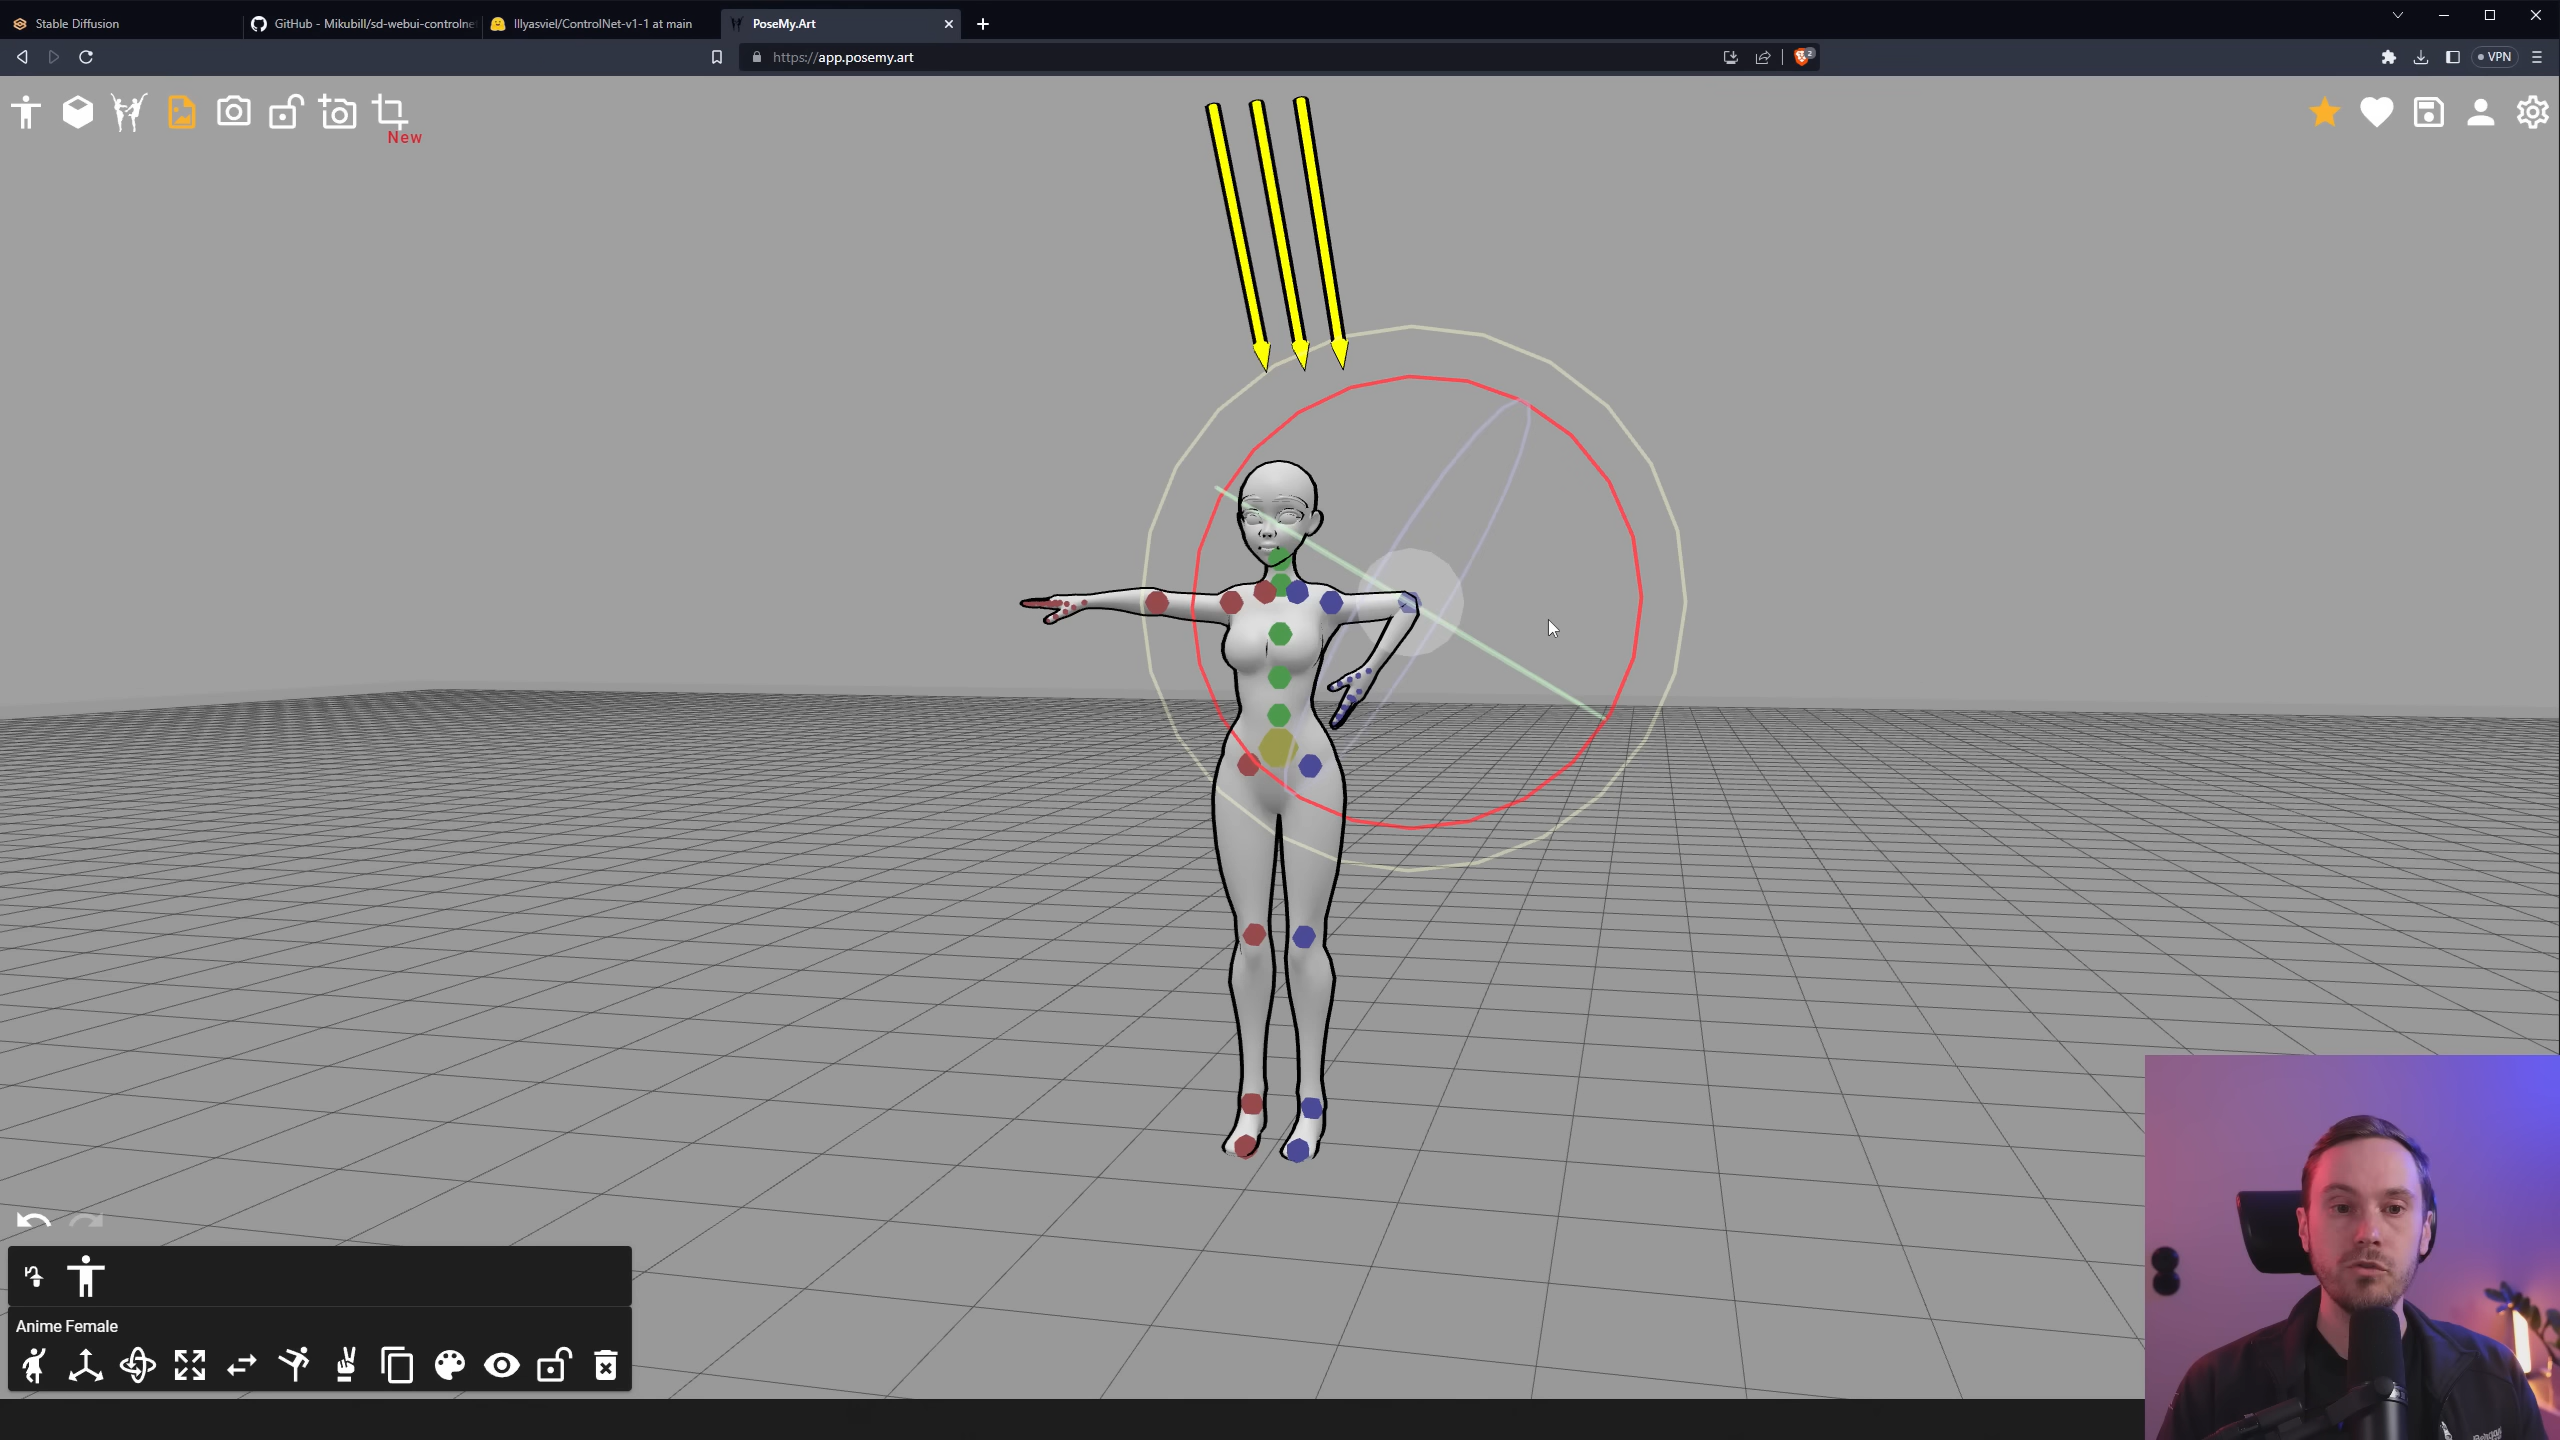 Stable Diffusion
GitHub - Mikubill/sd-webui-controlne
lllyasviel/ControlNet-v1-1 at main
PoseMy.Art
https://app.posemy.art
2
VPN
New
Anime Female